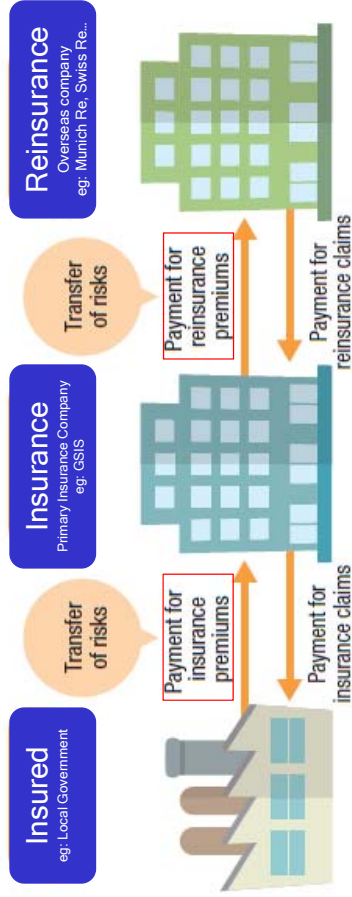 Insured
eg: Local Government
Transfer
of risks
Payment for
insurance
premiums
Payment for
insurance claims
Insurance
Primary Insurance Company
eg: GSIS
Transfer
of risks
Payment for
reinsurance
premiums
Payment for
reinsurance claims
Reinsurance
Overseas company
eg: Munich Re, Swiss Re...